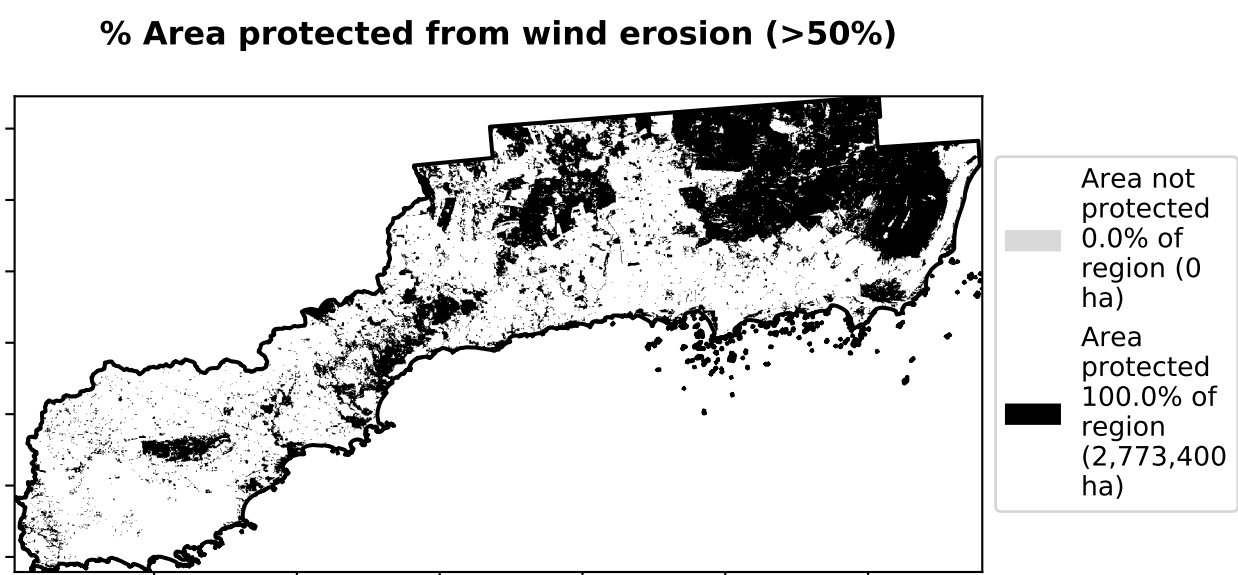 % Area protected from wind erosion (>50%)
Area not
protected
0.0% of
region (0
ha)
Area
protected
100.0% of
region
(2,773,400
ha)